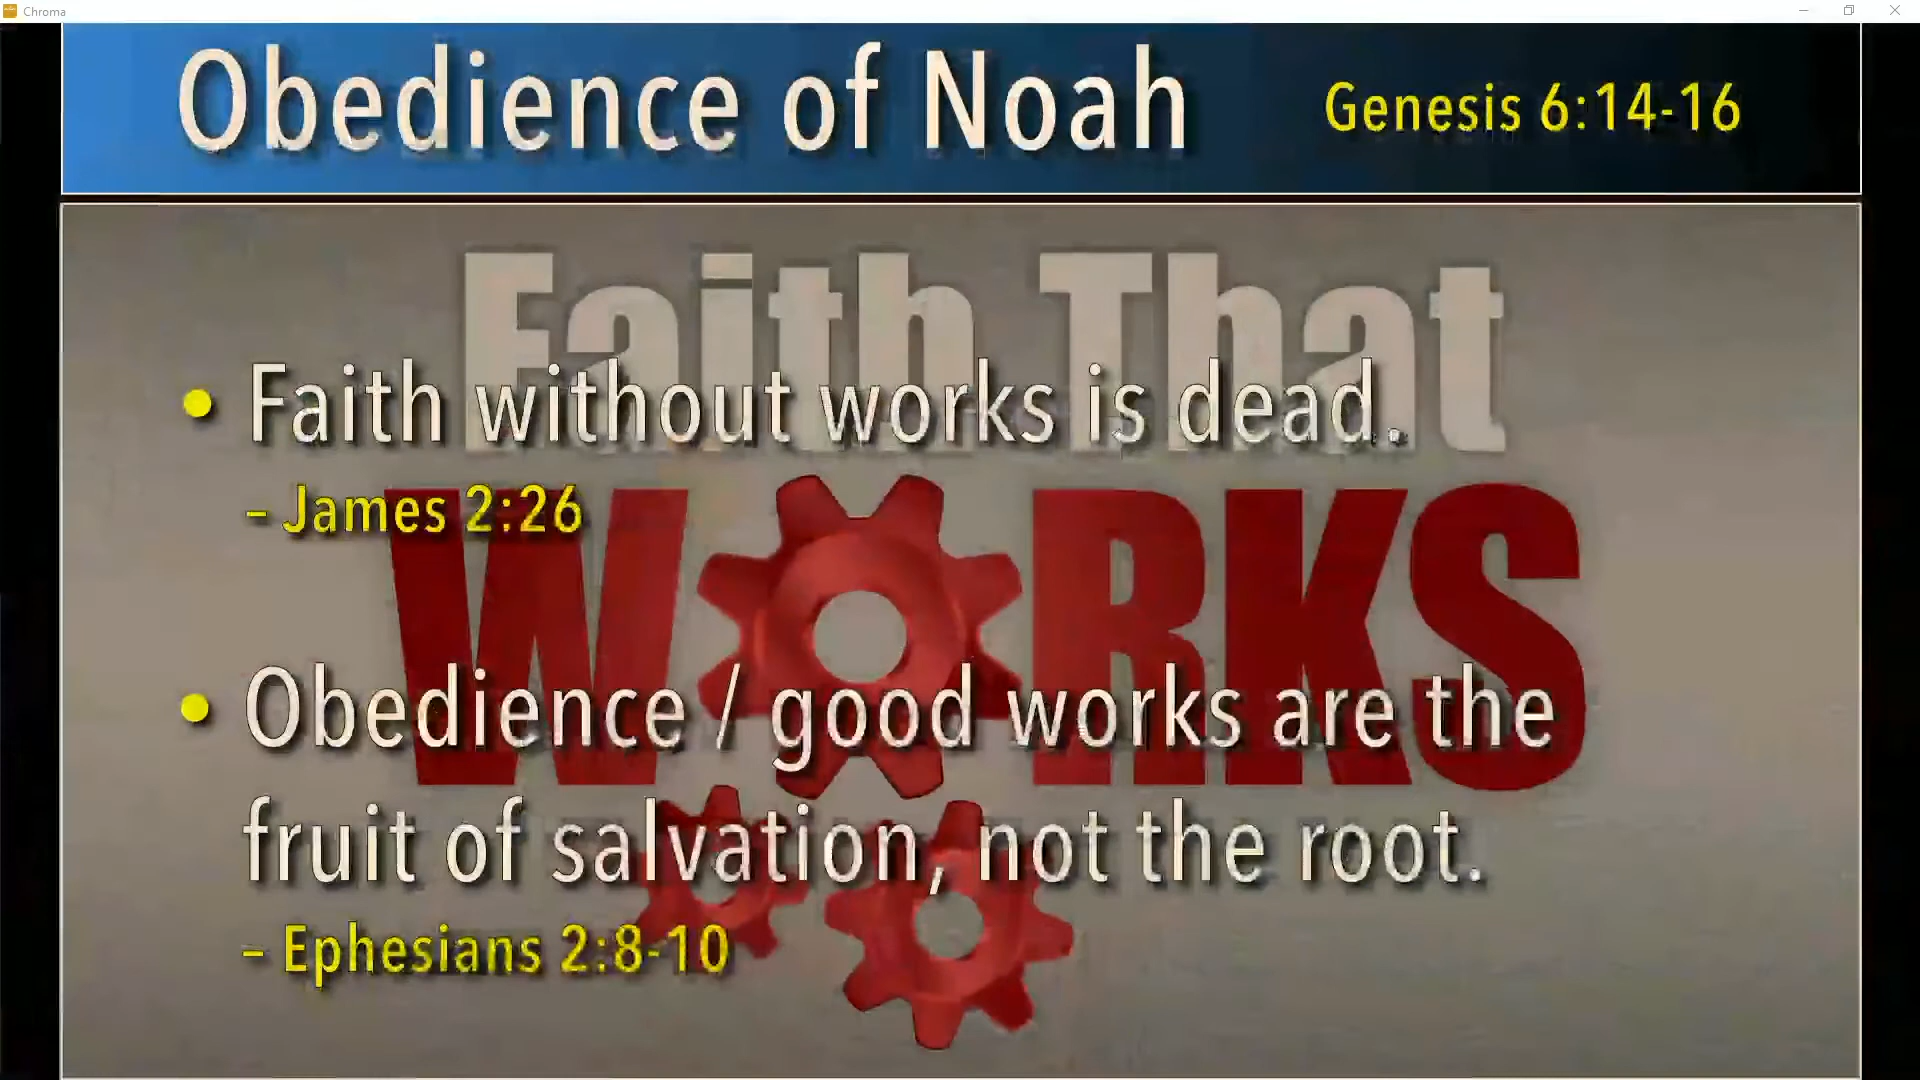 Chroma
Obedience of Noah
Genesis 6:14-16
Faith That
WORKS
• Faith without works is dead.
– James 2:26
• Obedience / good works are the
fruit of salvation, not the root.
– Ephesians 2:8-10